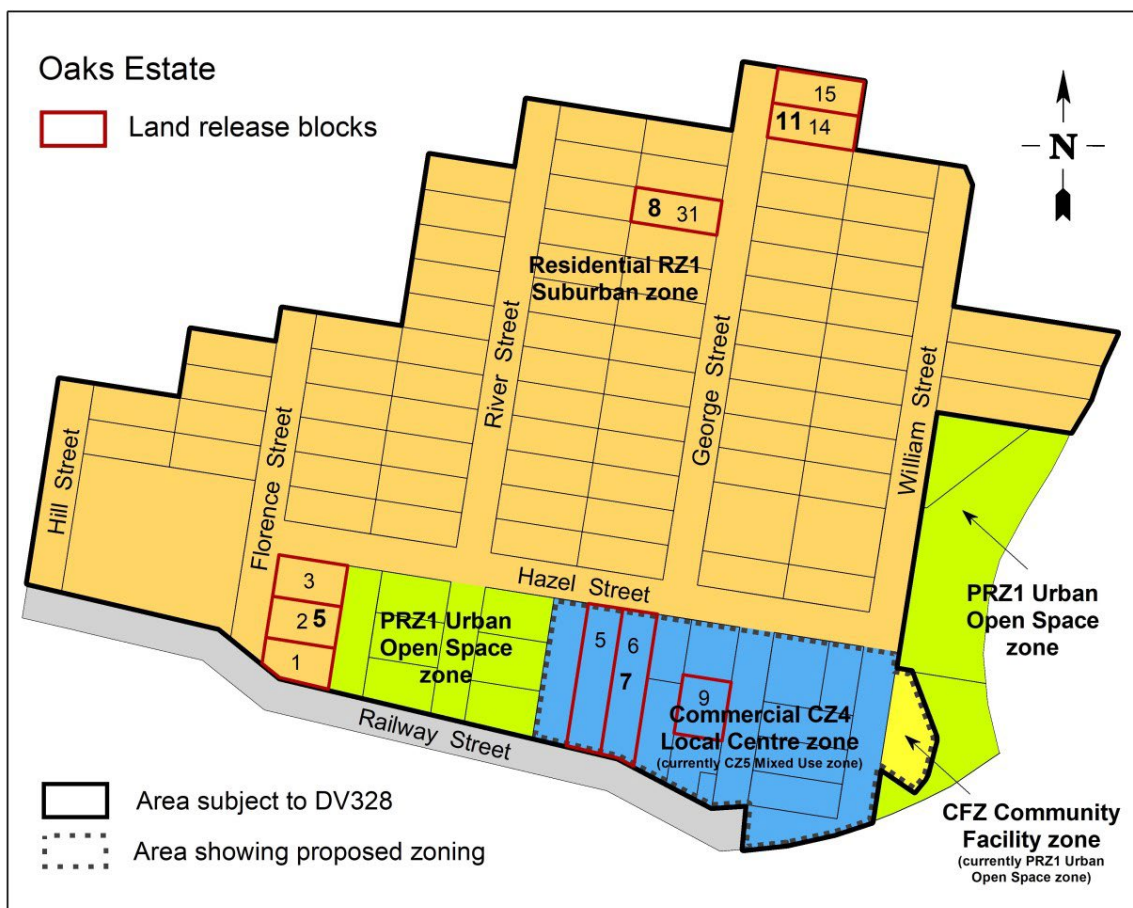 Oaks Estate
Land release blocks
15
11 14
N
8 31
Residential RZ1
Suburban zone
River Street
George Street
William Street
Hill Street
Florence Street
Hazel Street
3
2 5
1
PRZ1 Urban
Open Space
zone
5
6
7
9
Commercial CZ4
Local Centre zone
(currently CZ5 Mixed Use zone)
PRZ1 Urban
Open Space
zone
Railway Street
CFZ Community
Facility zone
(currently PRZ1 Urban
Open Space zone)
Area subject to DV328
Area showing proposed zoning